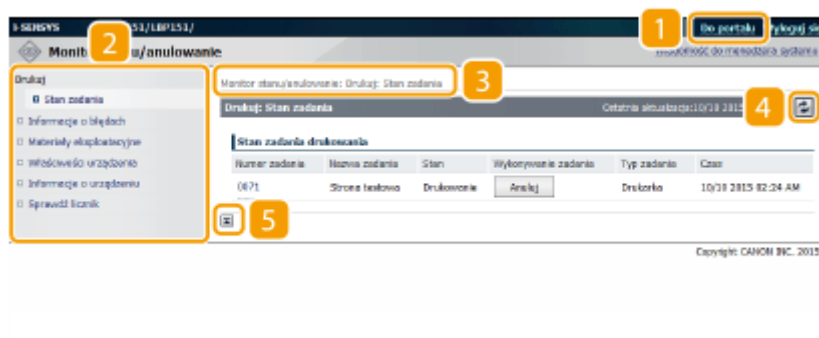 i-SENSYS 51/LBP151/ Do portalu Wyloguj si
1
Monit u/anulowanie
2
Wiadomość do menedżera systemu
Drukuj
Stan zadania
Informacje o błędach
Materiały eksploatacyjne
Właściwości urządzenia
Informacje o urządzeniu
Sprawdź licznik
Monitor stanu/anulowanie: Drukuj: Stan zadania
3
Drukuj: Stan zadania Ostatnia aktualizacja:10/10 2015
4
Stan zadania drukowania
Numer zadania Nazwa zadania Stan Wykonywanie zadania Typ zadania Czas
0071 Strona testowa Drukowanie Anuluj Drukarka 10/10 2015 02:24 AM
5
Copyright CANON INC. 2015